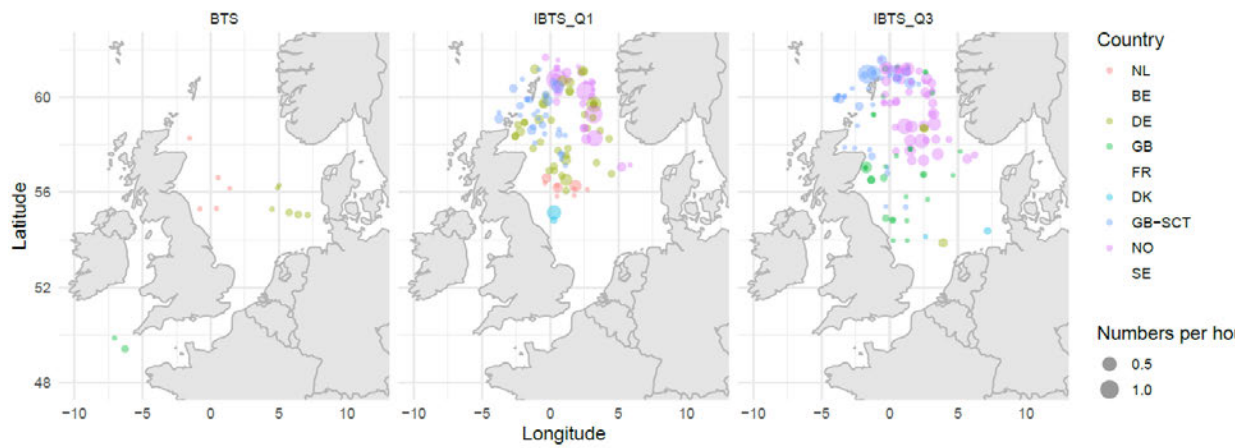 BTS
IBTS_Q1
IBTS_Q3
Latitude
60
56
52
48
−10 −5 0 5 10
−10 −5 0 5 10
−10 −5 0 5 10
Longitude
Country
NL
BE
DE
GB
FR
DK
GB−SCT
NO
SE
Numbers per hou
0.5
1.0